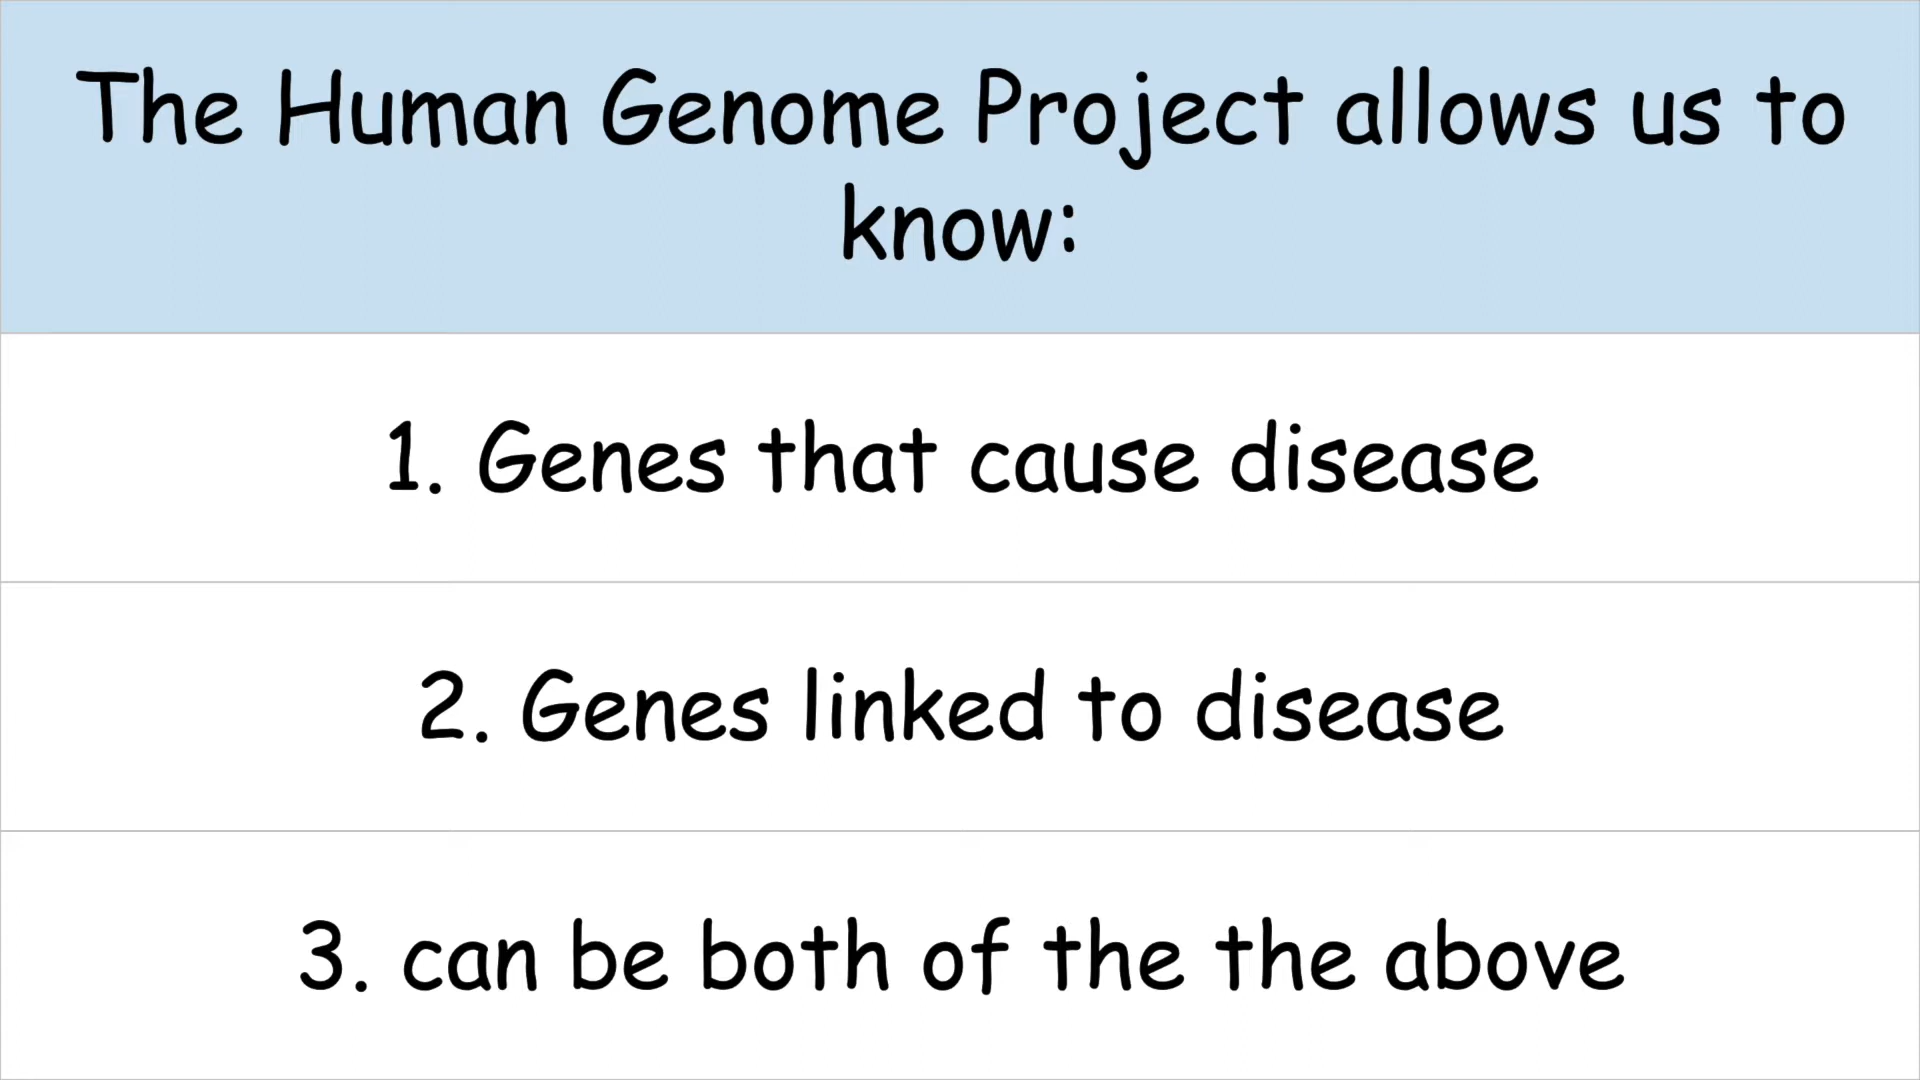 The Human Genome Project allows us to
know:
1. Genes that cause disease
2. Genes linked to disease
3. can be both of the the above